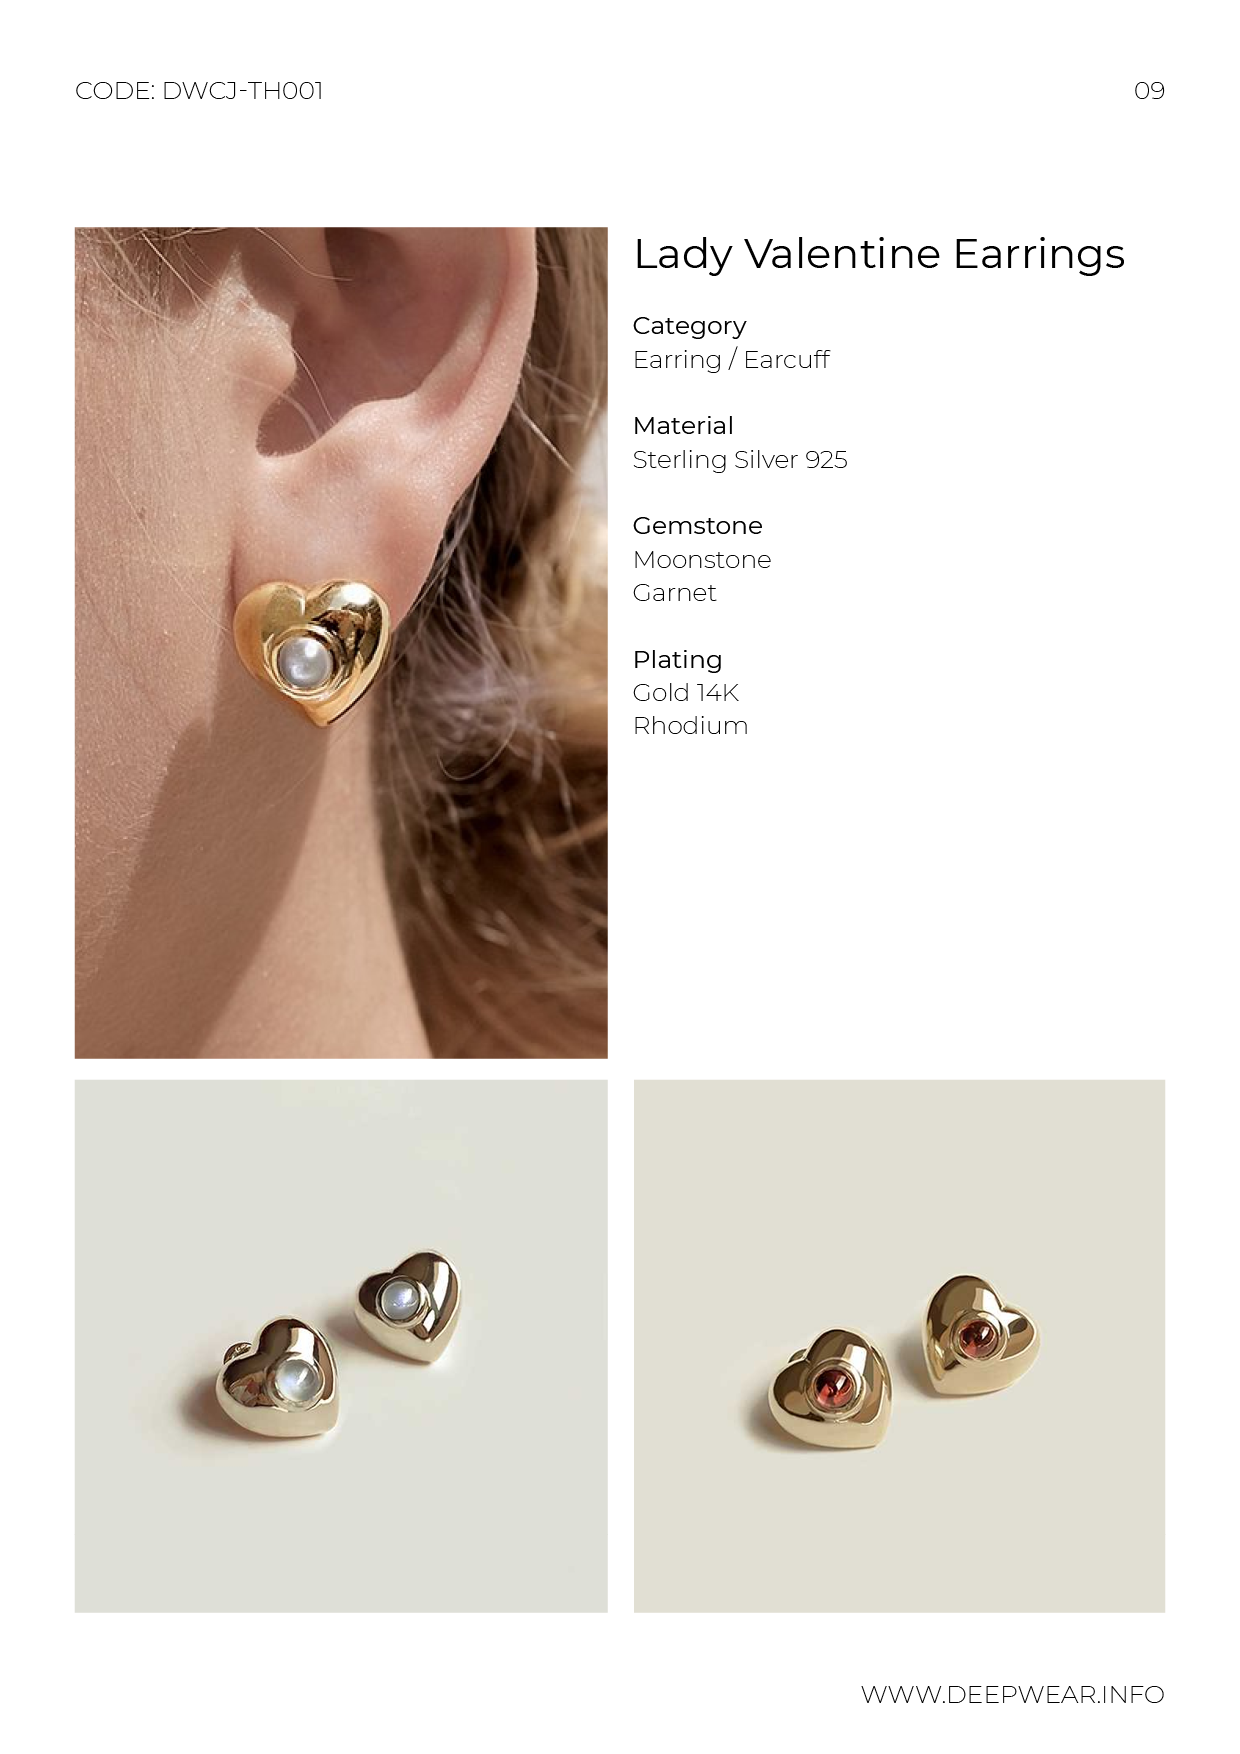 CODE: DWCJ-TH001
09
Lady Valentine Earrings
Category
Earring / Earcuff
Material
Sterling Silver 925
Gemstone
Moonstone
Garnet
Plating
Gold 14K
Rhodium
WWW.DEEPWEAR.INFO